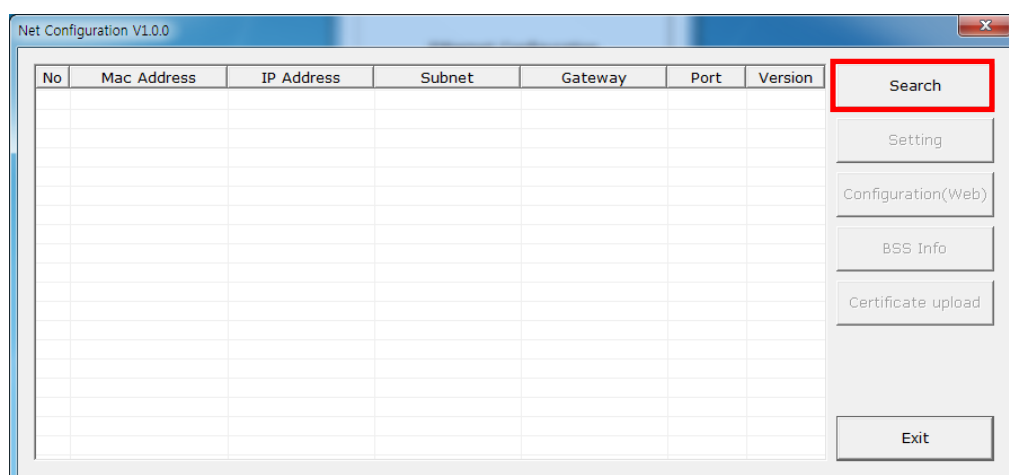 Net Configuration V1.0.0
No Mac Address IP Address Subnet Gateway Port Version
Search
Setting
Configuration(Web)
BSS Info
Certificate upload
Exit